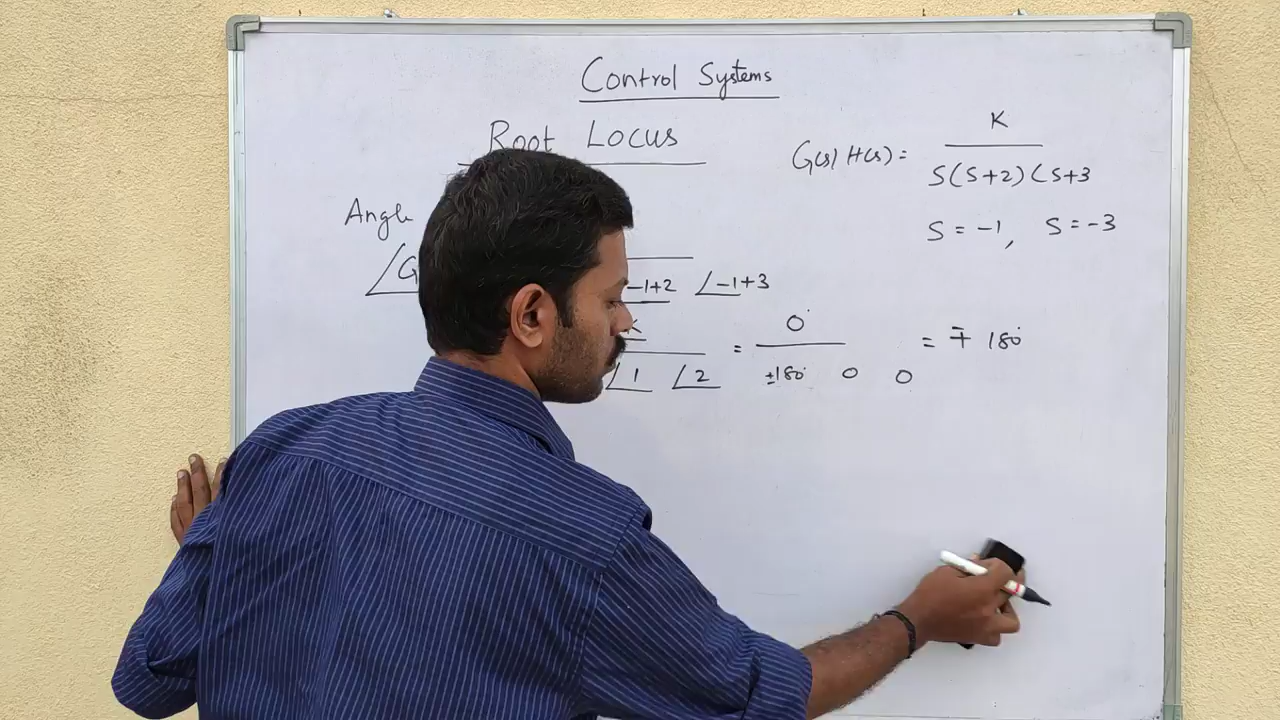 Control Systems
Root Locus
G(s) H(s) = K / S(S+2)(S+3
S = -1, S = -3
Angle
∠G
∠-1+2 ∠-1+3
∠1 ∠2 = 0° / ±180° 0 0 = ∓ 180°